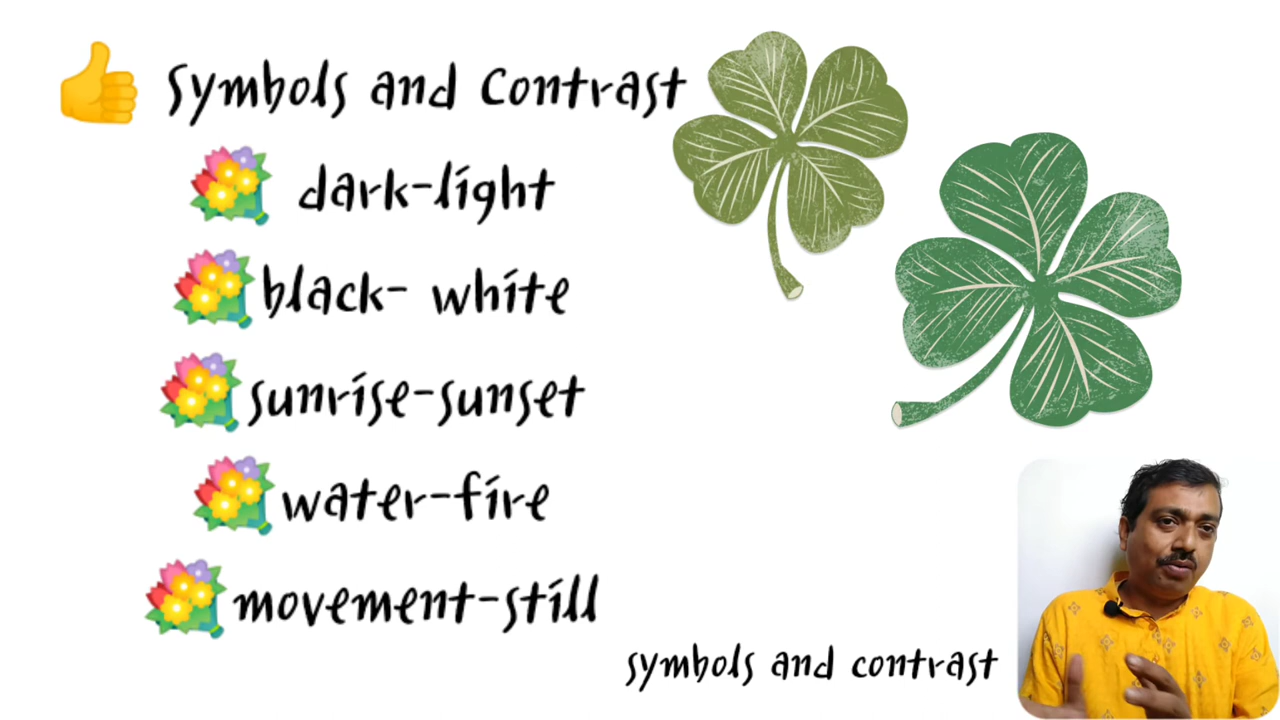 Symbols and Contrast
dark-light
black- white
sunrise-sunset
water-fire
movement-still
symbols and contrast